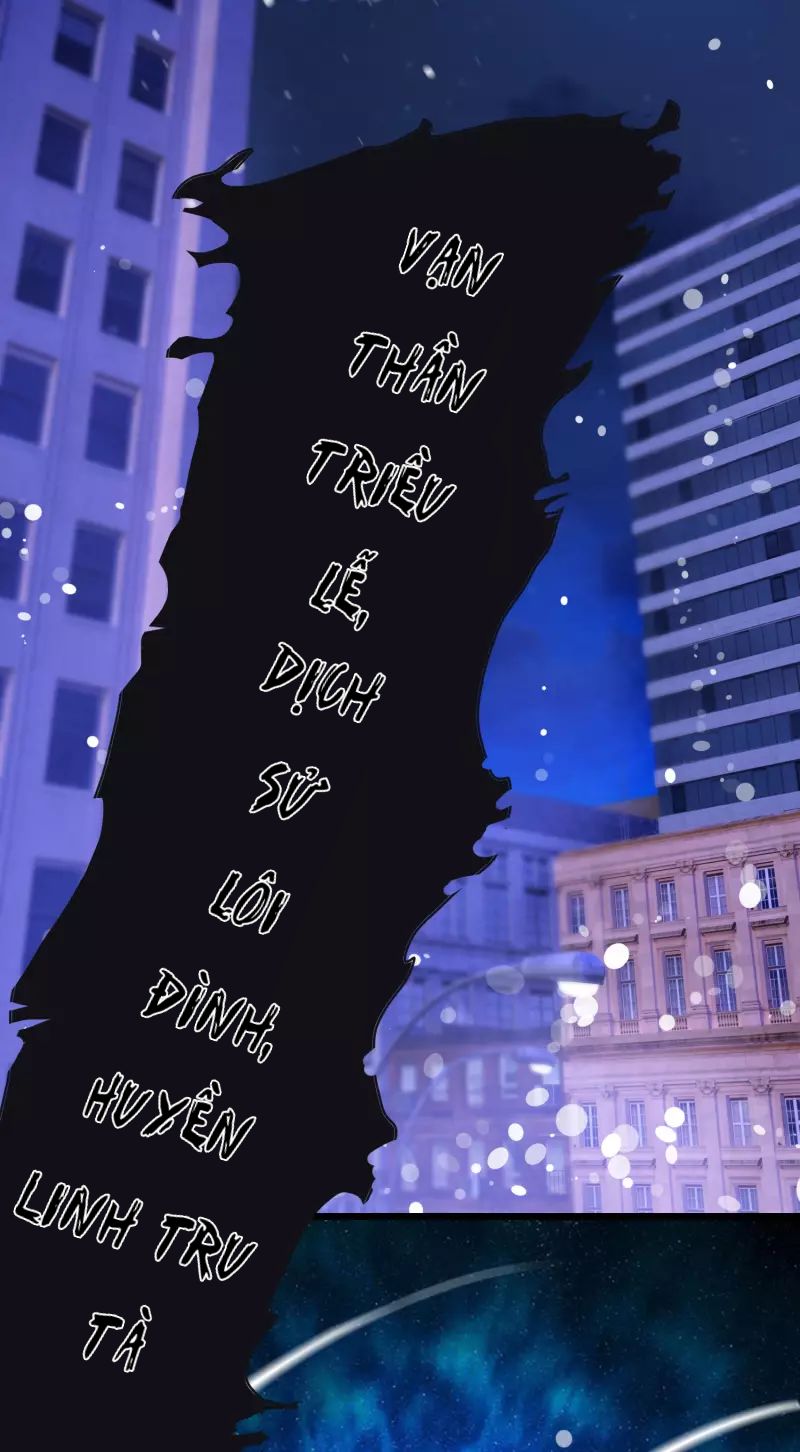 VẠN
THẦN
TRIỀU
LỄ,
DỊCH
SỬ
LÔI
ĐÌNH,
HUYỀN
LINH TRU
TÀ